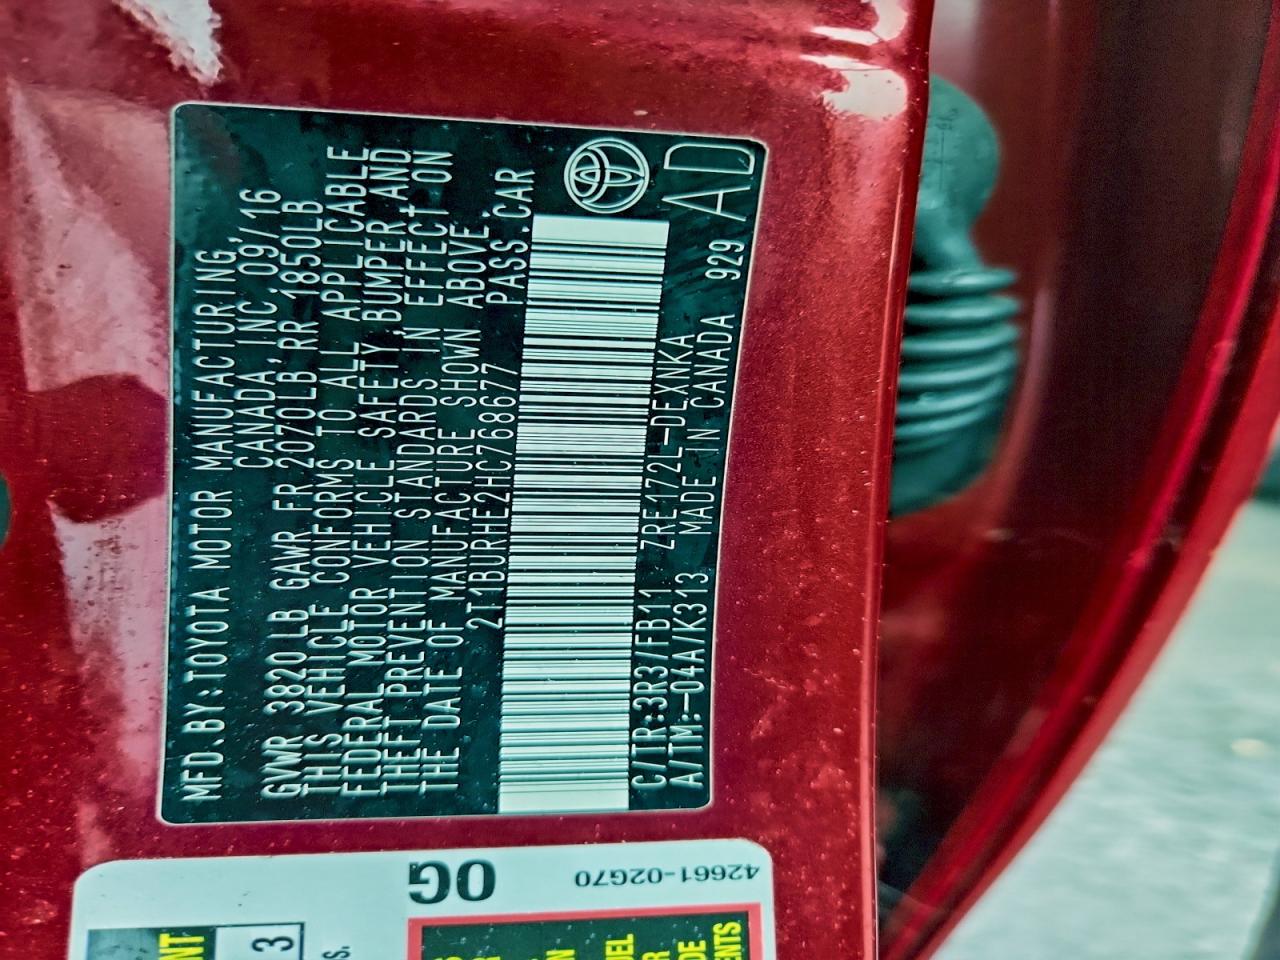 MFD.BY:TOYOTA MOTOR MANUFACTURING,
CANADA,INC.09/16
GVWR 3820LB GAWR FR 2070LB RR 1850LB
THIS VEHICLE CONFORMS TO ALL APPLICABLE
FEDERAL MOTOR VEHICLE SAFETY,BUMPER,AND
THEFT PREVENTION STANDARDS IN EFFECT ON
THE DATE OF MANUFACTURE SHOWN ABOVE.
2T1BURHE2HC768677 PASS.CAR
C/TR:3R3/FB11 ZRE172L-DEXNKA
A/TM:-04A/K313 MADE IN CANADA 929
AD
0G
42661-02G70
3